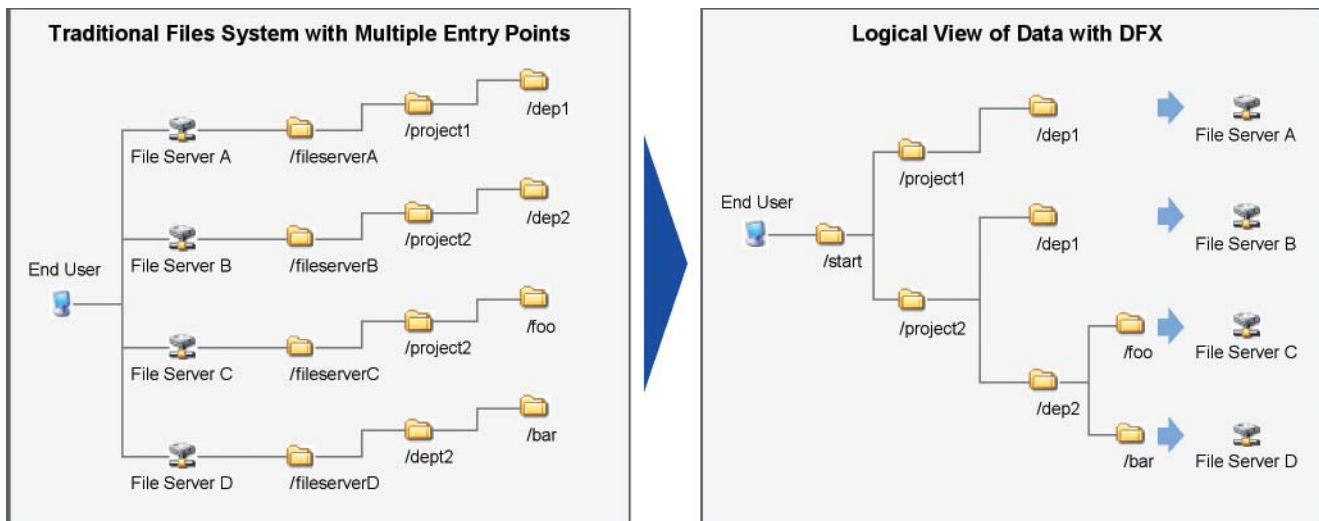 Traditional Files System with Multiple Entry Points
/dep1
/project1
File Server A
/fileserverA
/dep2
/project2
File Server B
/fileserverB
End User
/foo
/project2
File Server C
/fileserverC
/bar
/dept2
File Server D
/fileserverD
Logical View of Data with DFX
/dep1
File Server A
/project1
End User
/start
/dep1
File Server B
/project2
/foo
File Server C
/dep2
/bar
File Server D